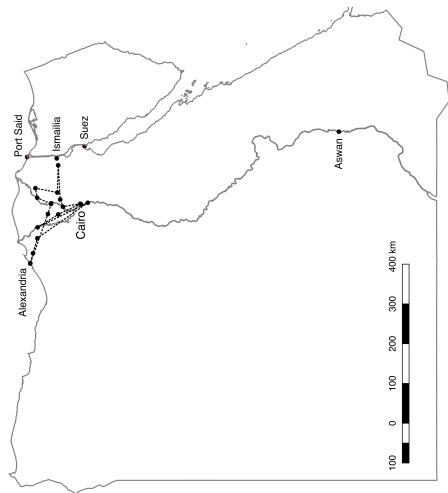 Port Said
Ismailia
Suez
Cairo
Alexandria
Aswan
100 0 100 200 300 400 km